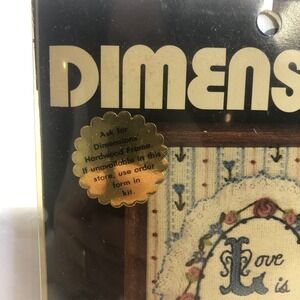 DIMENS
Ask for
Dimensions
Hardwood Frame.
If unavailable in this
store, use order
form in
kit.
Love
is